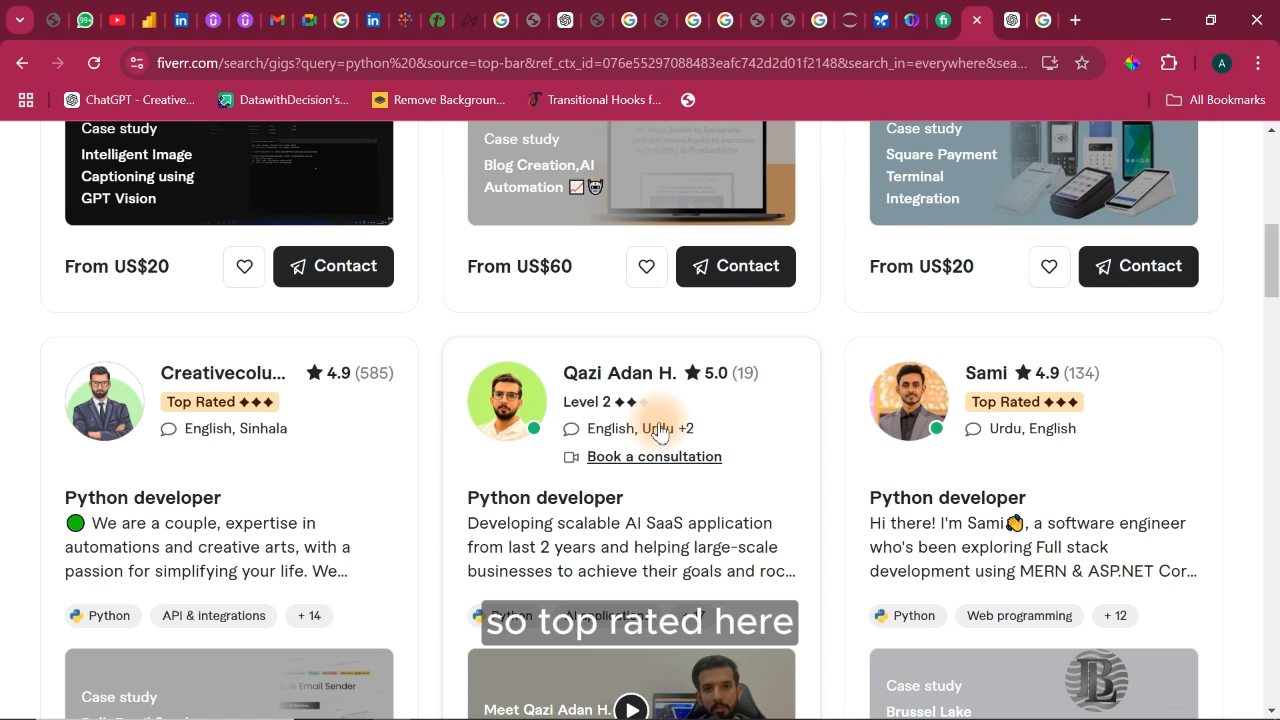 99+
fiverr.com/search/gigs?query=python%20&source=top-bar&ref_ctx_id=076e55297088483eafc742d2d01f2148&search_in=everywhere&sea...
A
ChatGPT - Creative...
DatawithDecision's...
Remove Backgroun...
Transitional Hooks f...
All Bookmarks
Case study
Intelligent Image
Captioning using
GPT Vision
From US$20
Contact
Case study
Blog Creation,AI
Automation 📈🤖
From US$60
Contact
Case study
Square Payment
Terminal
Integration
From US$20
Contact
Creativecolu... ★ 4.9 (585)
Top Rated ◆◆◆
English, Sinhala
Python developer
🟢 We are a couple, expertise in
automations and creative arts, with a
passion for simplifying your life. We...
Python
API & integrations
+ 14
Case study
Qazi Adan H. ★ 5.0 (19)
Level 2 ◆◆
English, Urdu +2
Book a consultation
Python developer
Developing scalable AI SaaS application
from last 2 years and helping large-scale
businesses to achieve their goals and roc...
so top rated here
Meet Qazi Adan H.
Sami ★ 4.9 (134)
Top Rated ◆◆◆
Urdu, English
Python developer
Hi there! I'm Sami👋, a software engineer
who's been exploring Full stack
development using MERN & ASP.NET Cor...
Python
Web programming
+ 12
Case study
Brussel Lake